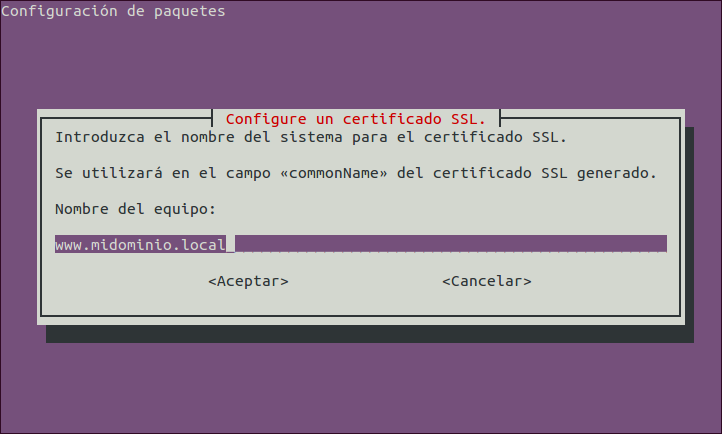 Configuración de paquetes
Configure un certificado SSL.
Introduzca el nombre del sistema para el certificado SSL.
Se utilizará en el campo «commonName» del certificado SSL generado.
Nombre del equipo:
www.midominio.local
<Aceptar> <Cancelar>